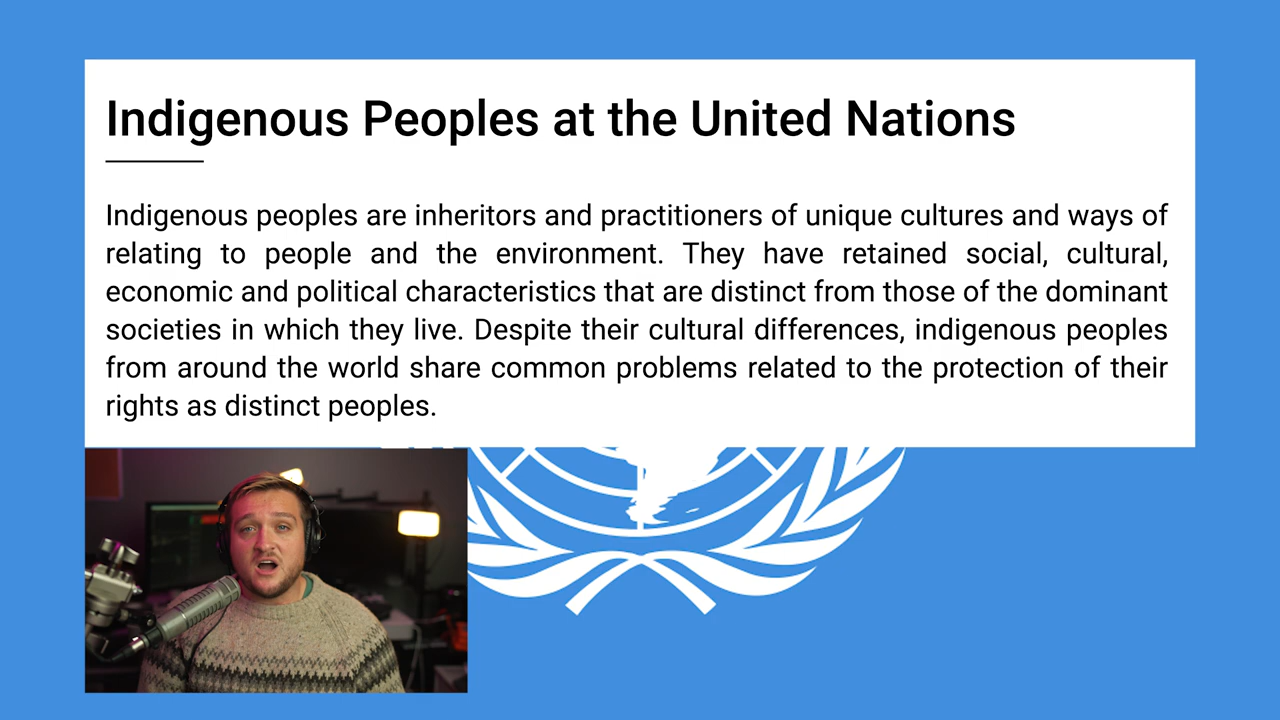 Indigenous Peoples at the United Nations
Indigenous peoples are inheritors and practitioners of unique cultures and ways of
relating to people and the environment. They have retained social, cultural,
economic and political characteristics that are distinct from those of the dominant
societies in which they live. Despite their cultural differences, indigenous peoples
from around the world share common problems related to the protection of their
rights as distinct peoples.